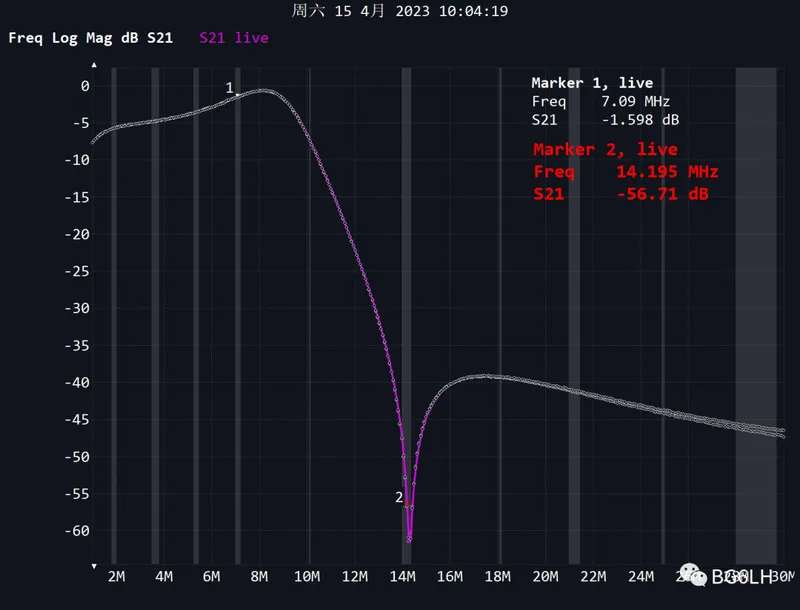 周六 15 4月 2023 10:04:19
Freq Log Mag dB S21 S21 live
0
-5
-10
-15
-20
-25
-30
-35
-40
-45
-50
-55
-60
1
2
Marker 1, live
Freq 7.09 MHz
S21 -1.598 dB
Marker 2, live
Freq 14.195 MHz
S21 -56.71 dB
2M 4M 6M 8M 10M 12M 14M 16M 18M 20M 22M 24M 26M 30M
BG6LH